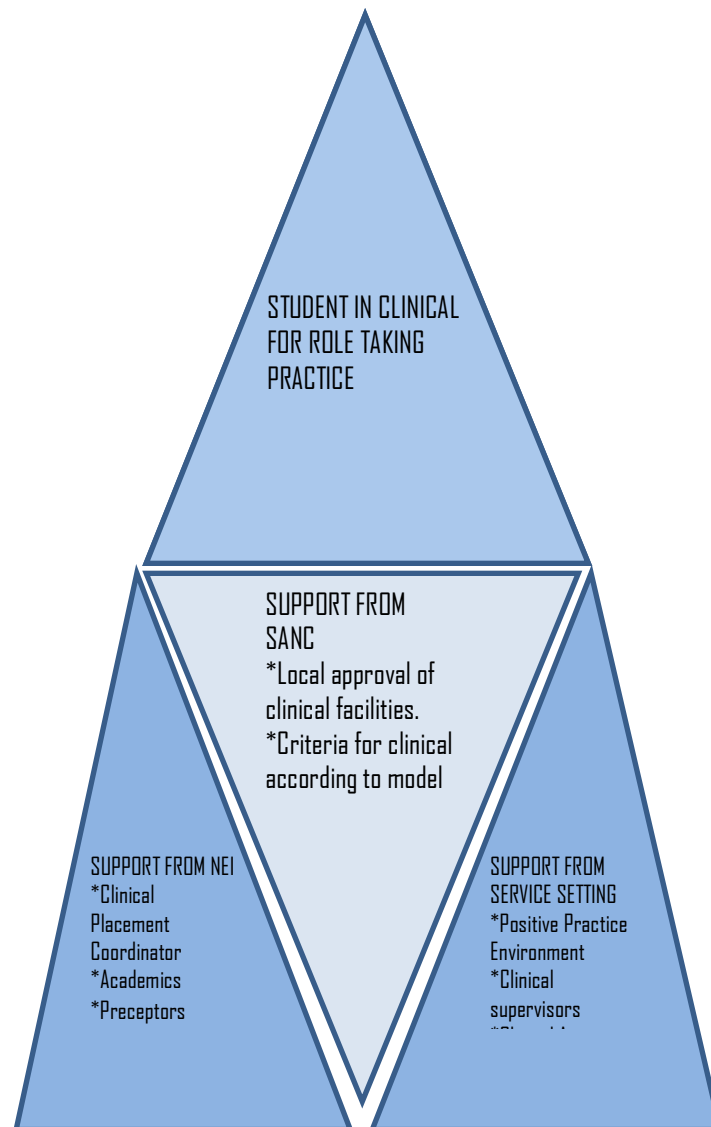 STUDENT IN CLINICAL
FOR ROLE TAKING
PRACTICE
SUPPORT FROM
SANC
*Local approval of
clinical facilities.
*Criteria for clinical
according to model
SUPPORT FROM NEI
*Clinical
Placement
Coordinator
*Academics
*Preceptors
SUPPORT FROM
SERVICE SETTING
*Positive Practice
Environment
*Clinical
supervisors